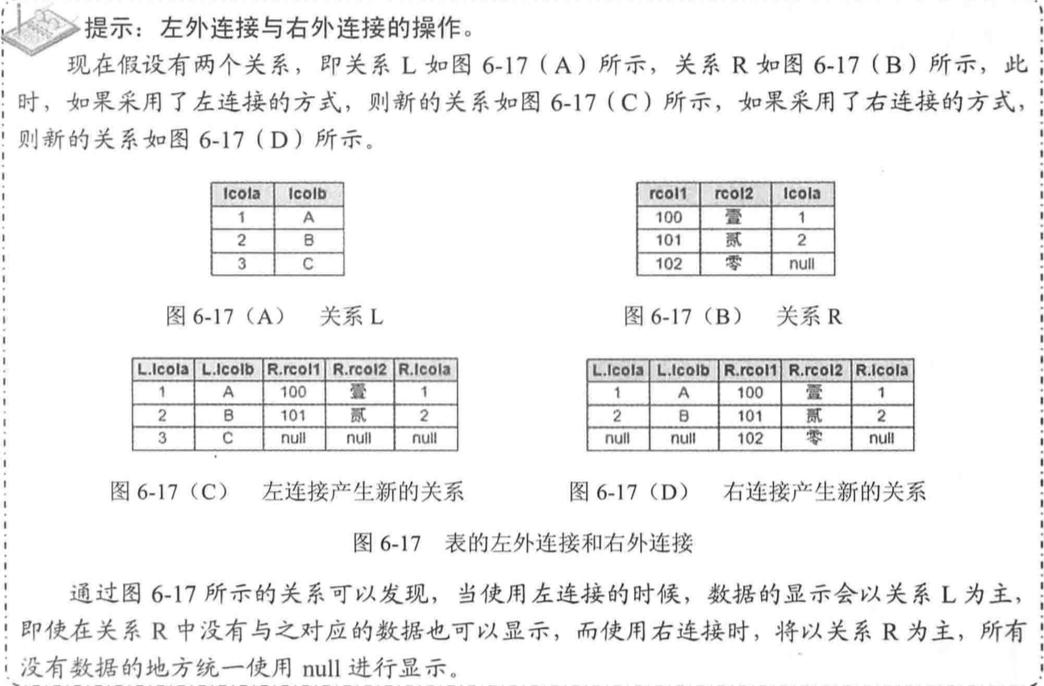 提示：左外连接与右外连接的操作。
现在假设有两个关系，即关系 L 如图 6-17（A）所示，关系 R 如图 6-17（B）所示，此
时，如果采用了左连接的方式，则新的关系如图 6-17（C）所示，如果采用了右连接的方式，
则新的关系如图 6-17（D）所示。
lcola lcolb
1 A
2 B
3 C
图 6-17（A） 关系 L
rcol1 rcol2 lcola
100 壹 1
101 贰 2
102 零 null
图 6-17（B） 关系 R
L.lcola L.lcolb R.rcol1 R.rcol2 R.lcola
1 A 100 壹 1
2 B 101 贰 2
3 C null null null
图 6-17（C） 左连接产生新的关系
L.lcola L.lcolb R.rcol1 R.rcol2 R.lcola
1 A 100 壹 1
2 B 101 贰 2
null null 102 零 null
图 6-17（D） 右连接产生新的关系
图 6-17 表的左外连接和右外连接
通过图 6-17 所示的关系可以发现，当使用左连接的时候，数据的显示会以关系 L 为主，
即使在关系 R 中没有与之对应的数据也可以显示，而使用右连接时，将以关系 R 为主，所有
没有数据的地方统一使用 null 进行显示。